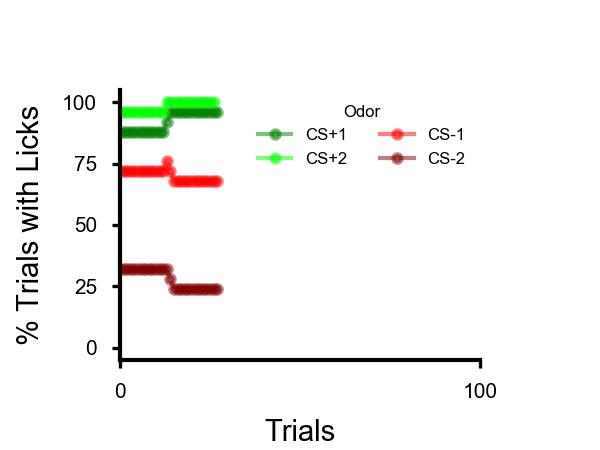 % Trials with Licks
100
75
50
25
0
Odor
CS+1 CS-1
CS+2 CS-2
0 100
Trials